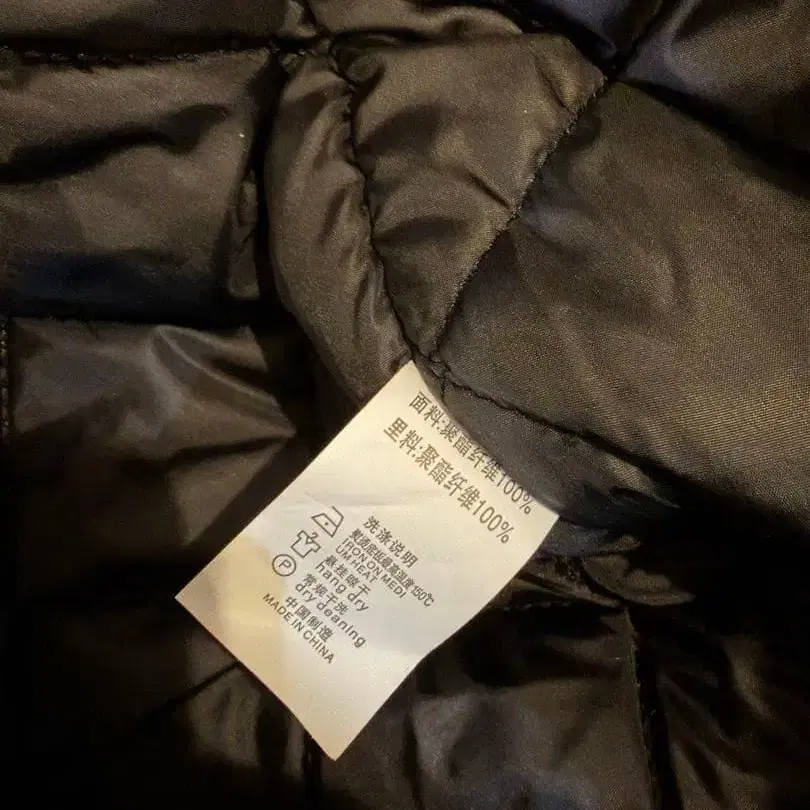 面料:聚酯纤维100%
里料:聚酯纤维100%
洗涤说明
熨烫底板最高温度150℃
IRON ON MEDI
UM HEAT
悬挂晾干
hang dry
常规干洗
dry deaning
中国制造
MADE IN CHINA
P